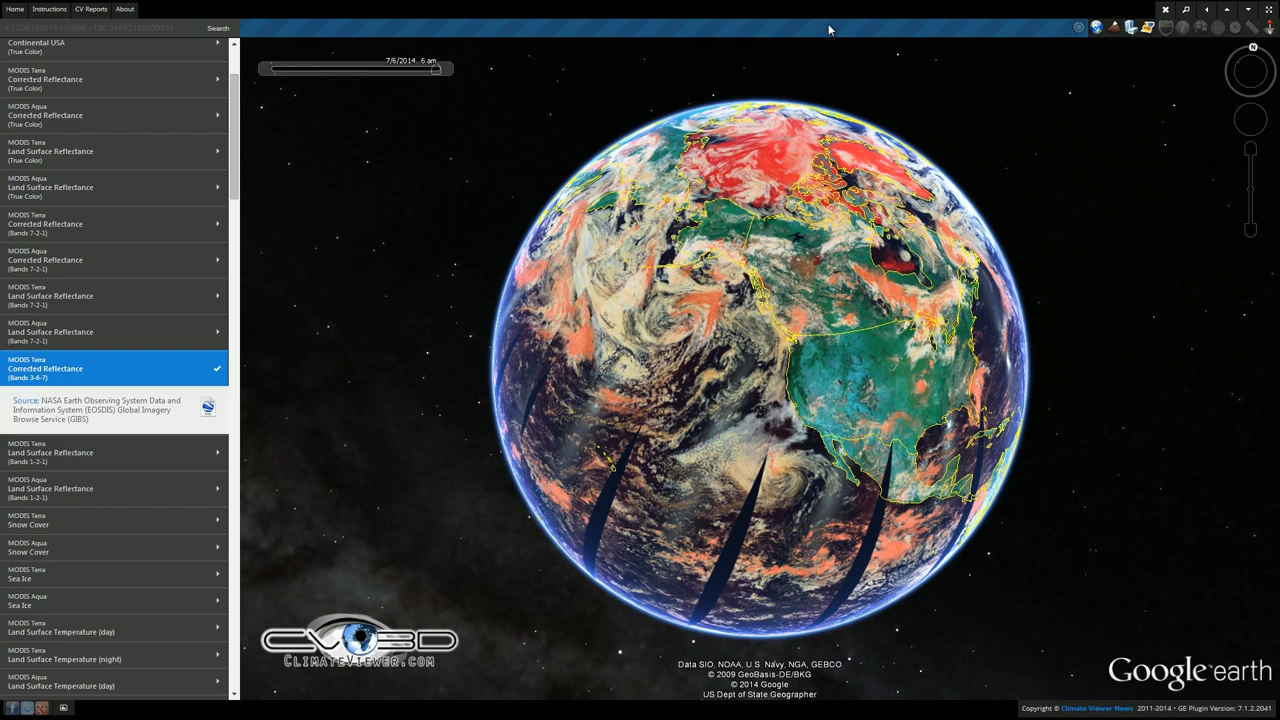 Home Instructions CV Reports About
Search
Continental USA
(True Color)
MODIS Terra
Corrected Reflectance
(True Color)
MODIS Aqua
Corrected Reflectance
(True Color)
MODIS Terra
Land Surface Reflectance
(True Color)
MODIS Aqua
Land Surface Reflectance
(True Color)
MODIS Terra
Corrected Reflectance
(Bands 7-2-1)
MODIS Aqua
Corrected Reflectance
(Bands 7-2-1)
MODIS Terra
Land Surface Reflectance
(Bands 7-2-1)
MODIS Aqua
Land Surface Reflectance
(Bands 7-2-1)
MODIS Terra
Corrected Reflectance
(Bands 3-6-7)
Source: NASA Earth Observing System Data and
Information System (EOSDIS) Global Imagery
Browse Service (GIBS)
MODIS Terra
Land Surface Reflectance
(Bands 1-2-1)
MODIS Aqua
Land Surface Reflectance
(Bands 1-2-1)
MODIS Terra
Snow Cover
MODIS Aqua
Snow Cover
MODIS Terra
Sea Ice
MODIS Aqua
Sea Ice
MODIS Terra
Land Surface Temperature (day)
MODIS Terra
Land Surface Temperature (night)
MODIS Aqua
Land Surface Temperature (day)
7/6/2014 6 am
N
CV3D
CLIMATEVIEWER.COM
Data SIO, NOAA, U.S. Navy, NGA, GEBCO
© 2009 GeoBasis-DE/BKG
© 2014 Google
US Dept of State Geographer
Google earth
Copyright © Climate Viewer News 2011-2014 • GE Plugin Version: 7.1.2.2041